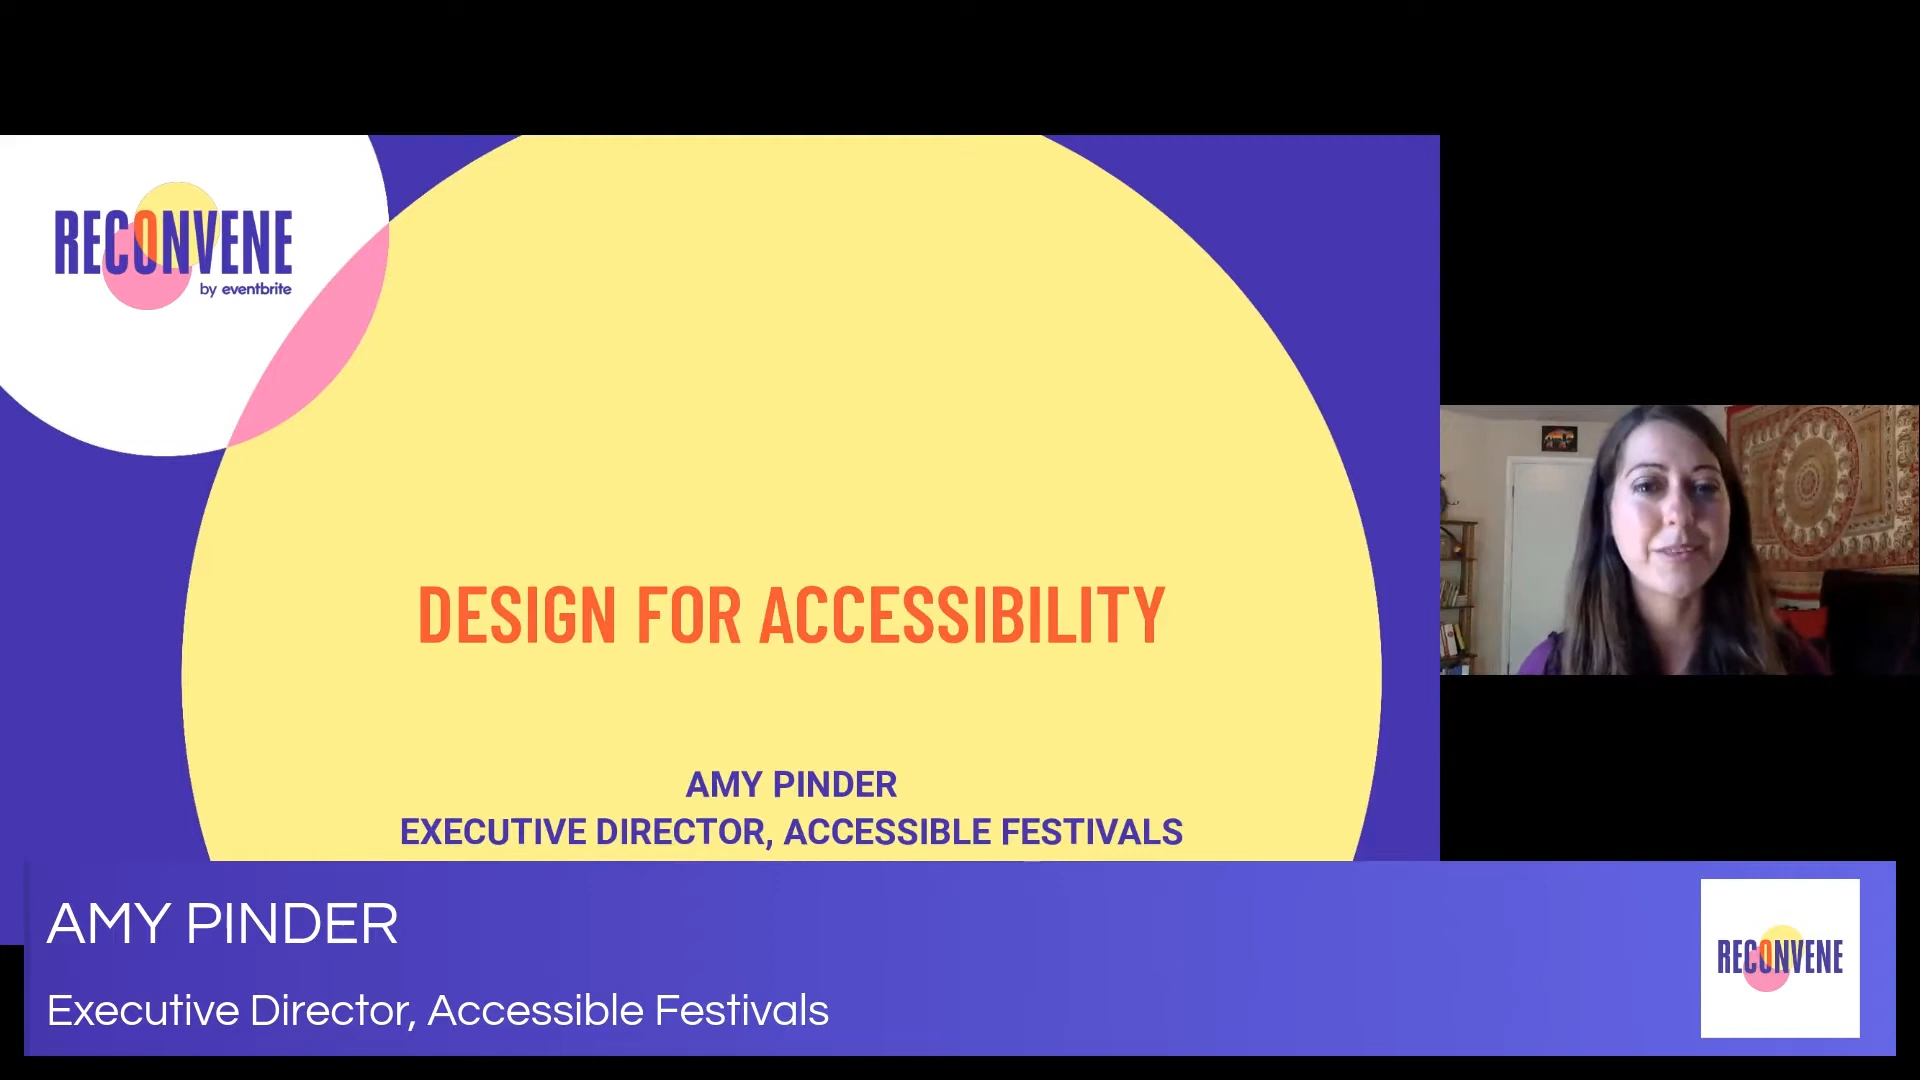 RECONVENE
by eventbrite
DESIGN FOR ACCESSIBILITY
AMY PINDER
EXECUTIVE DIRECTOR, ACCESSIBLE FESTIVALS
AMY PINDER
Executive Director, Accessible Festivals
RECONVENE